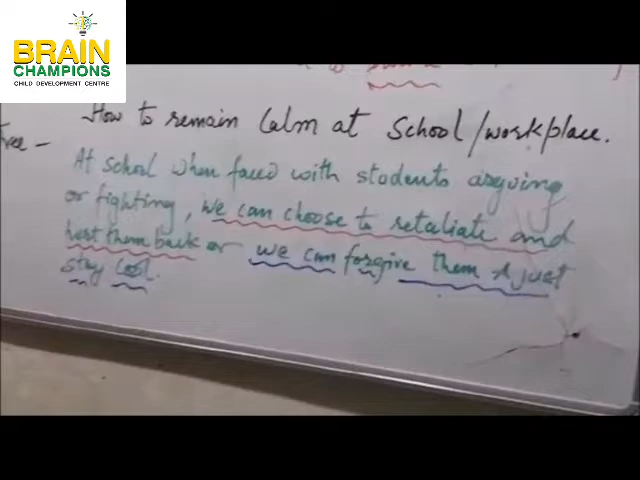 BRAIN
CHAMPIONS
CHILD DEVELOPMENT CENTRE
How to remain Calm at School/workplace.
At school when faced with students arguing
or fighting, we can choose to retaliate and
hurt them back or we can forgive them & just
stay cool.